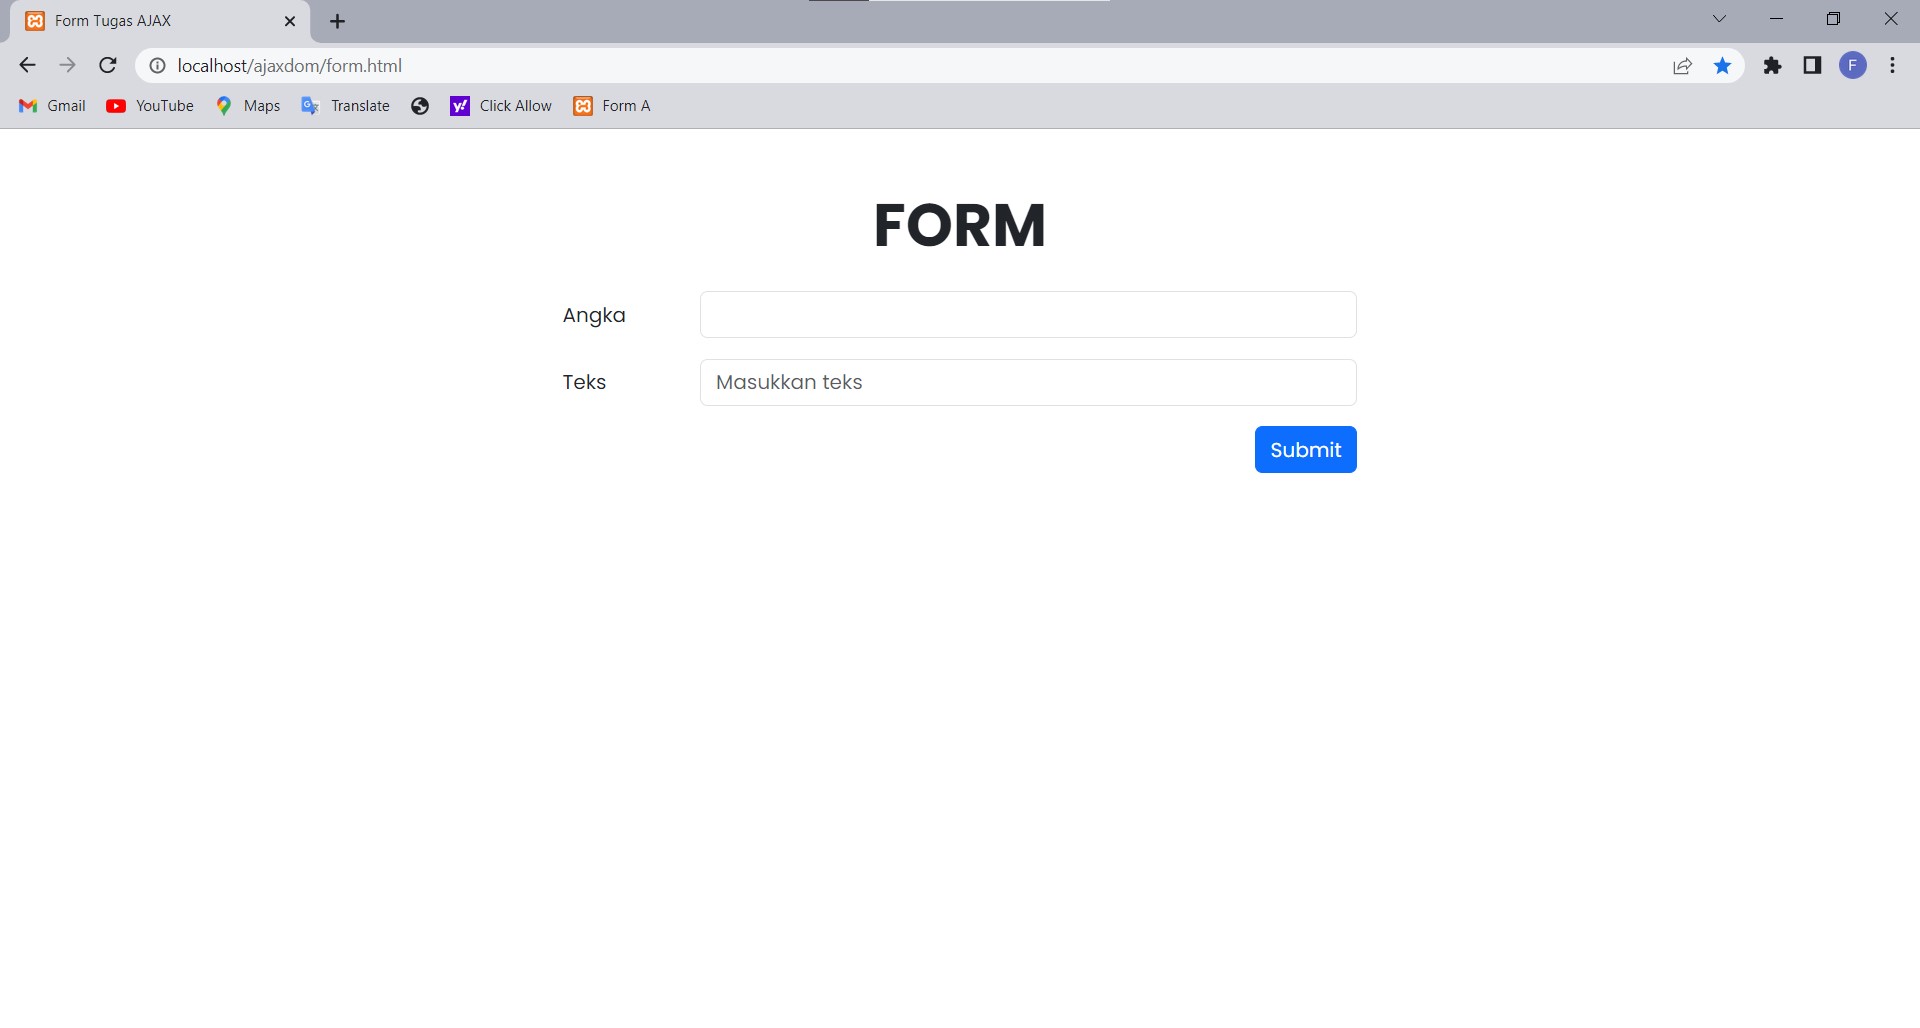 Form Tugas AJAX
localhost/ajaxdom/form.html
F
Gmail YouTube Maps Translate Click Allow Form A
FORM
Angka
Teks Masukkan teks
Submit